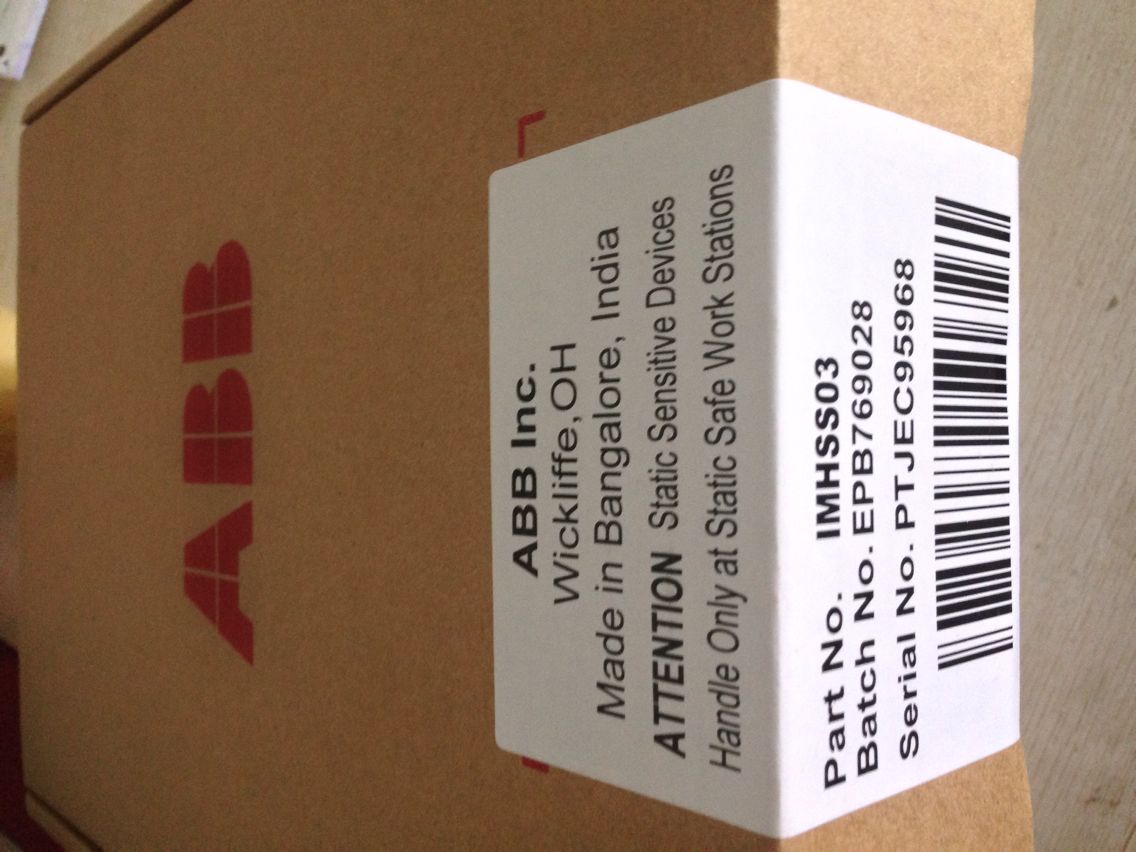 ABB
ABB Inc.
Wickliffe,OH
Made in Bangalore, India
ATTENTION Static Sensitive Devices
Handle Only at Static Safe Work Stations
Part No. IMHSS03
Batch No. EPB769028
Serial No. PTJEC95968